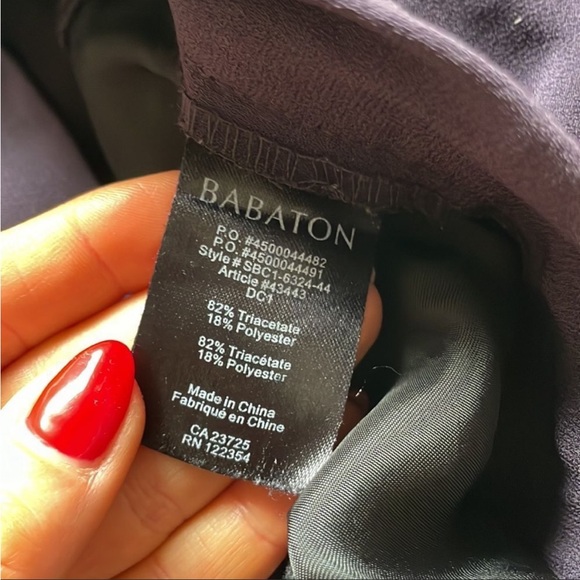 BABATON
P.O. #4500044482
P.O. #4500044491
Style # SBC1-6324-44
Article #43443
DC1
82% Triacetate
18% Polyester
82% Triacétate
18% Polyester
Made in China
Fabriqué en Chine
CA 23725
RN 122354